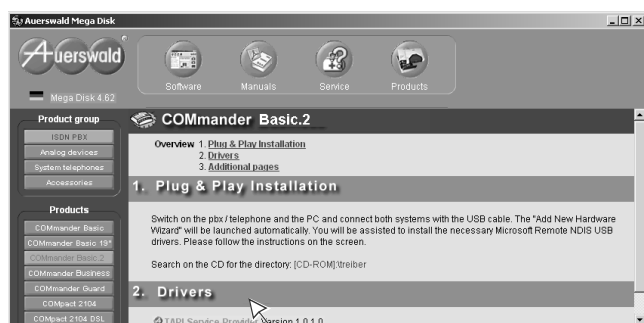 Auerswald Mega Disk
Auerswald
Software Manuals Service Products
Mega Disk 4.62
Product group
ISDN PBX
Analog devices
System telephones
Accessories
Products
COMmander Basic
COMmander Basic 19"
COMmander Basic.2
COMmander Business
COMmander Guard
COMpact 2104
COMpact 2104 DSL
COMmander Basic.2
Overview 1. Plug & Play Installation
2. Drivers
3. Additional pages
1. Plug & Play Installation
Switch on the pbx / telephone and the PC and connect both systems with the USB cable. The "Add New Hardware
Wizard" will be launched automatically. You will be assisted to install the necessary Microsoft Remote NDIS USB
drivers. Please follow the instructions on the screen.
Search on the CD for the directory: [CD-ROM]:\treiber
2. Drivers
TAPI Service Provider Version 1.0.1.0